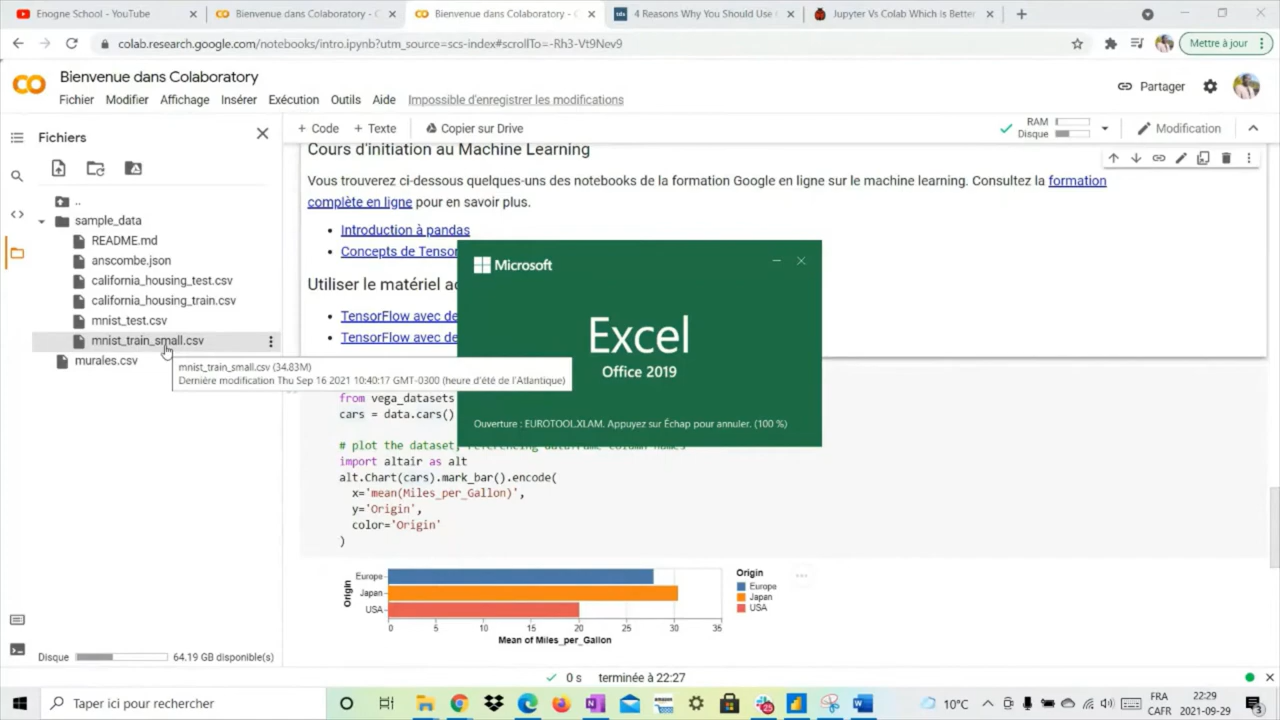 Enogne School - YouTube
Bienvenue dans Colaboratory - C
Bienvenue dans Colaboratory - C
4 Reasons Why You Should Use
Jupyter Vs Colab Which is Better
colab.research.google.com/notebooks/intro.ipynb?utm_source=scs-index#scrollTo=-Rh3-Vt9Nev9
Mettre à jour
Bienvenue dans Colaboratory
Fichier Modifier Affichage Insérer Exécution Outils Aide Impossible d'enregistrer les modifications
Partager
Fichiers
+ Code + Texte Copier sur Drive
RAM
Disque
Modification
..
sample_data
README.md
anscombe.json
california_housing_test.csv
california_housing_train.csv
mnist_test.csv
mnist_train_small.csv
murales.csv
mnist_train_small.csv (34.83M)
Dernière modification Thu Sep 16 2021 10:40:17 GMT-0300 (heure d'été de l'Atlantique)
Disque 64.19 GB disponible(s)
Cours d'initiation au Machine Learning
Vous trouverez ci-dessous quelques-uns des notebooks de la formation Google en ligne sur le machine learning. Consultez la formation
complète en ligne pour en savoir plus.
Introduction à pandas
Concepts de Tensor
Utiliser le matériel ac
TensorFlow avec de
TensorFlow avec de
Microsoft
Excel
Office 2019
Ouverture : EUROTOOL.XLAM. Appuyez sur Échap pour annuler. (100 %)
from vega_datasets
cars = data.cars()
# plot the dataset, referencing dataframe column names
import altair as alt
alt.Chart(cars).mark_bar().encode(
x='mean(Miles_per_Gallon)',
y='Origin',
color='Origin'
)
Origin
Europe
Japan
USA
0 5 10 15 20 25 30 35
Mean of Miles_per_Gallon
Origin
Europe
Japan
USA
0 s terminée à 22:27
Taper ici pour rechercher
25
10°C
FRA
CAFR
22:29
2021-09-29
3